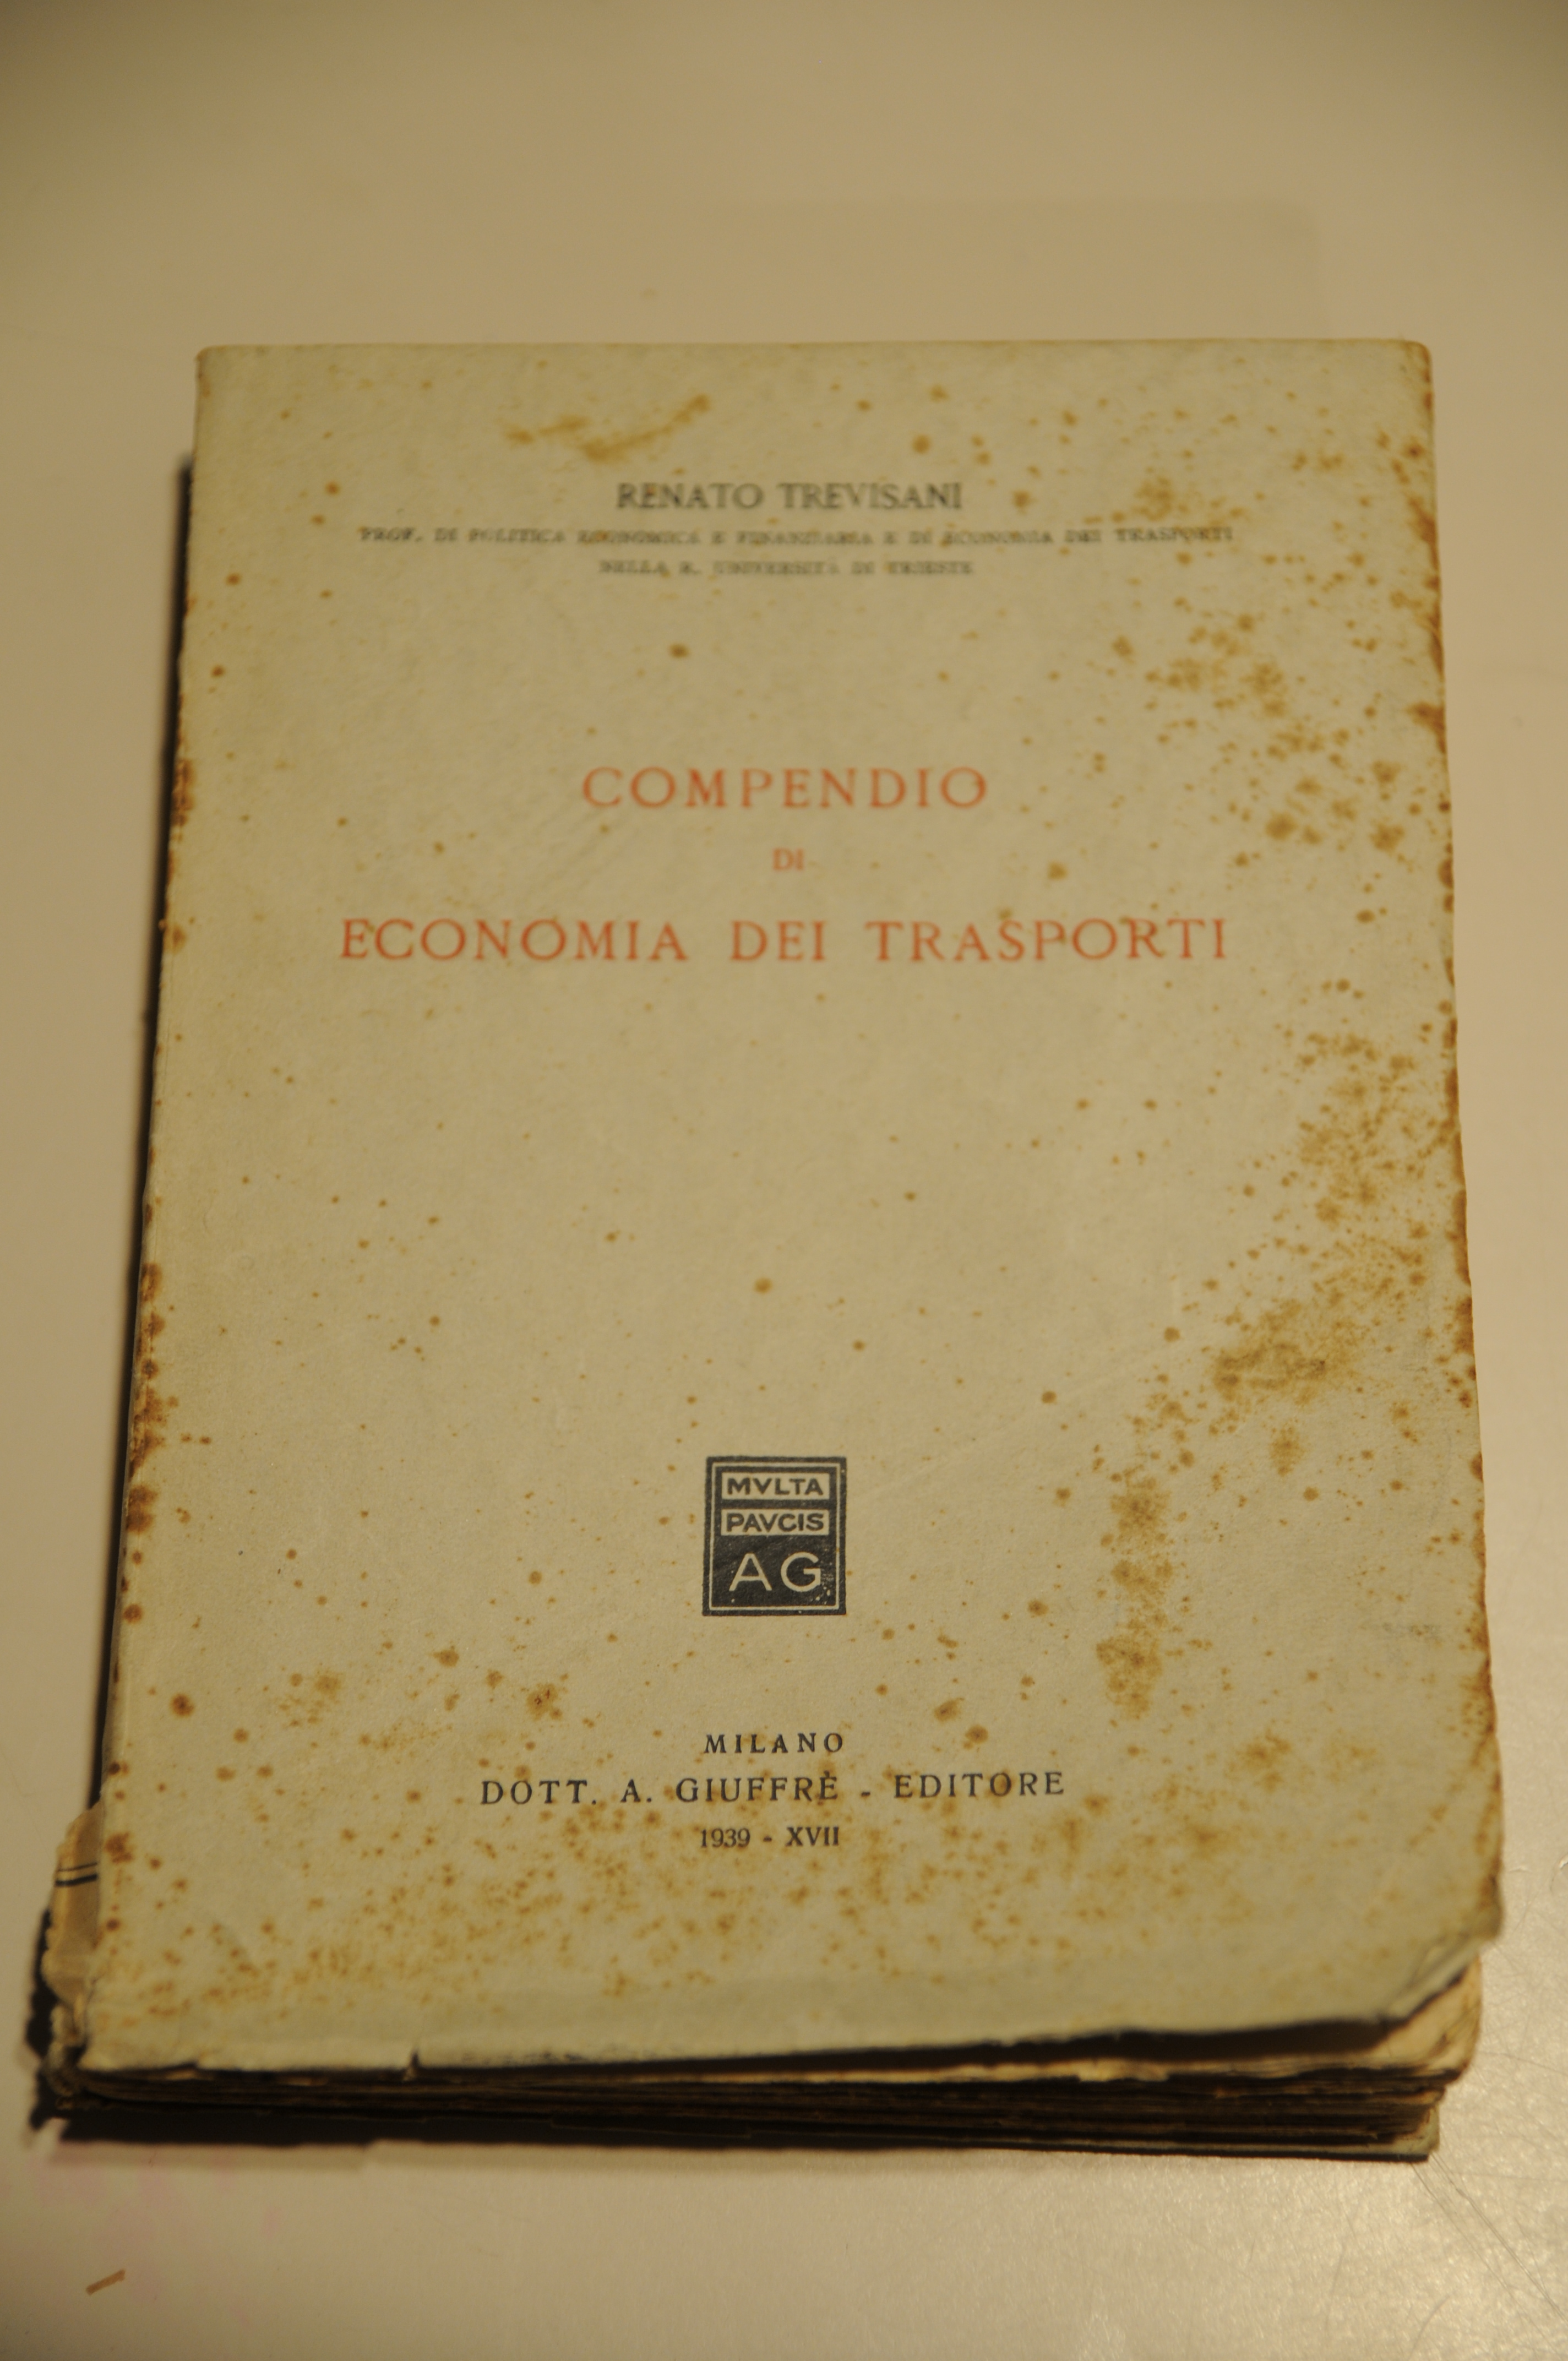 RENATO TREVISANI
PROF. DI POLITICA ECONOMICA E FINANZIARIA E DI ECONOMIA DEI TRASPORTI
DELLA R. UNIVERSITÀ DI TRIESTE
COMPENDIO
DI
ECONOMIA DEI TRASPORTI
MVLTA
PAVCIS
AG
MILANO
DOTT. A. GIUFFRÈ - EDITORE
1939 - XVII